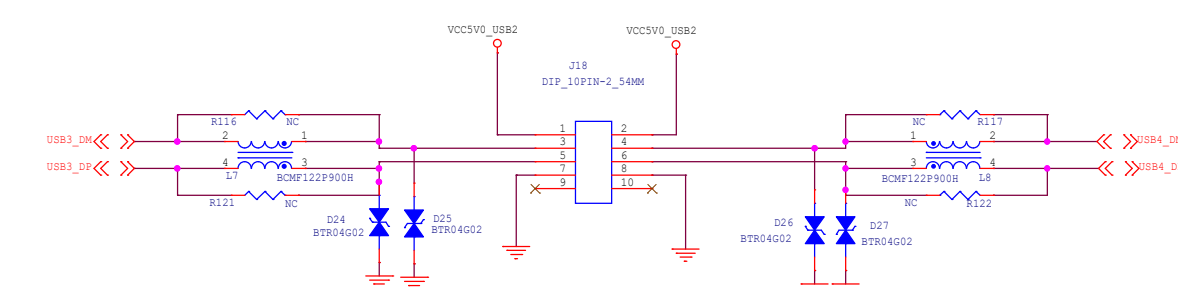 VCC5V0_USB2
VCC5V0_USB2
J18
DIP_10PIN-2_54MM
R116
NC
NC
R117
USB3_DM
2
1
1
2
3
4
1
2
USB4_DM
USB3_DP
4
3
5
6
3
4
USB4_D
L7
BCMF122P900H
7
8
BCMF122P900H
L8
9
10
R121
NC
NC
R122
D24
BTR04G02
D25
BTR04G02
D26
BTR04G02
D27
BTR04G02